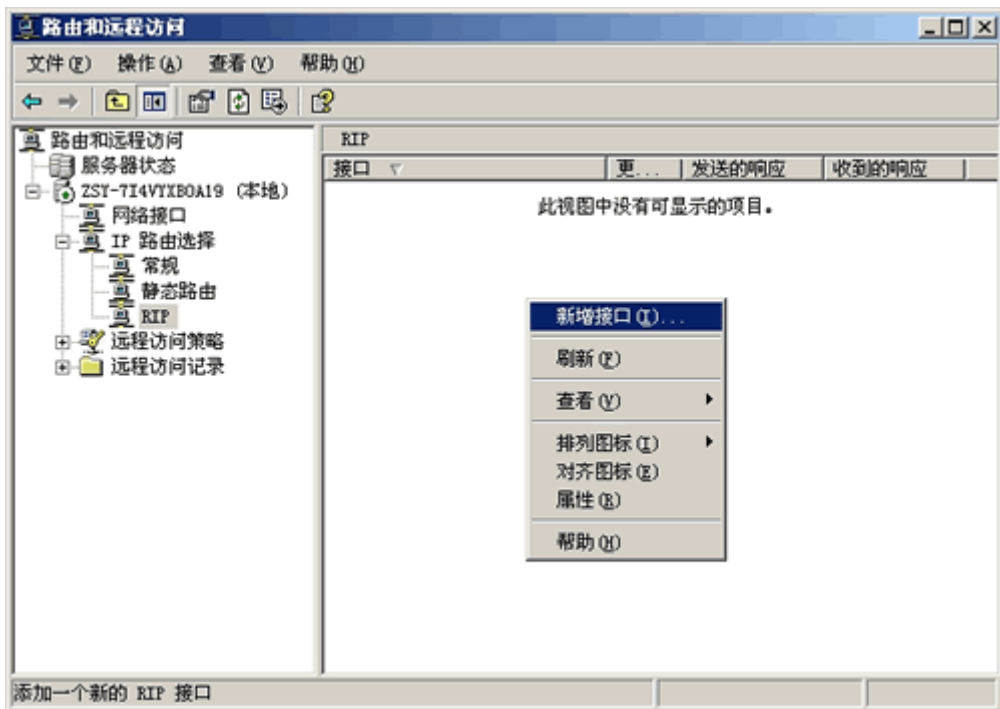 路由和远程访问
文件(F) 操作(A) 查看(V) 帮助(H)
路由和远程访问
服务器状态
ZSY-7I4VYXB0A19 (本地)
网络接口
IP 路由选择
常规
静态路由
RIP
远程访问策略
远程访问记录
RIP
接口 更... 发送的响应 收到的响应
此视图中没有可显示的项目。
新增接口(I)...
刷新(F)
查看(V)
排列图标(I)
对齐图标(E)
属性(R)
帮助(H)
添加一个新的 RIP 接口